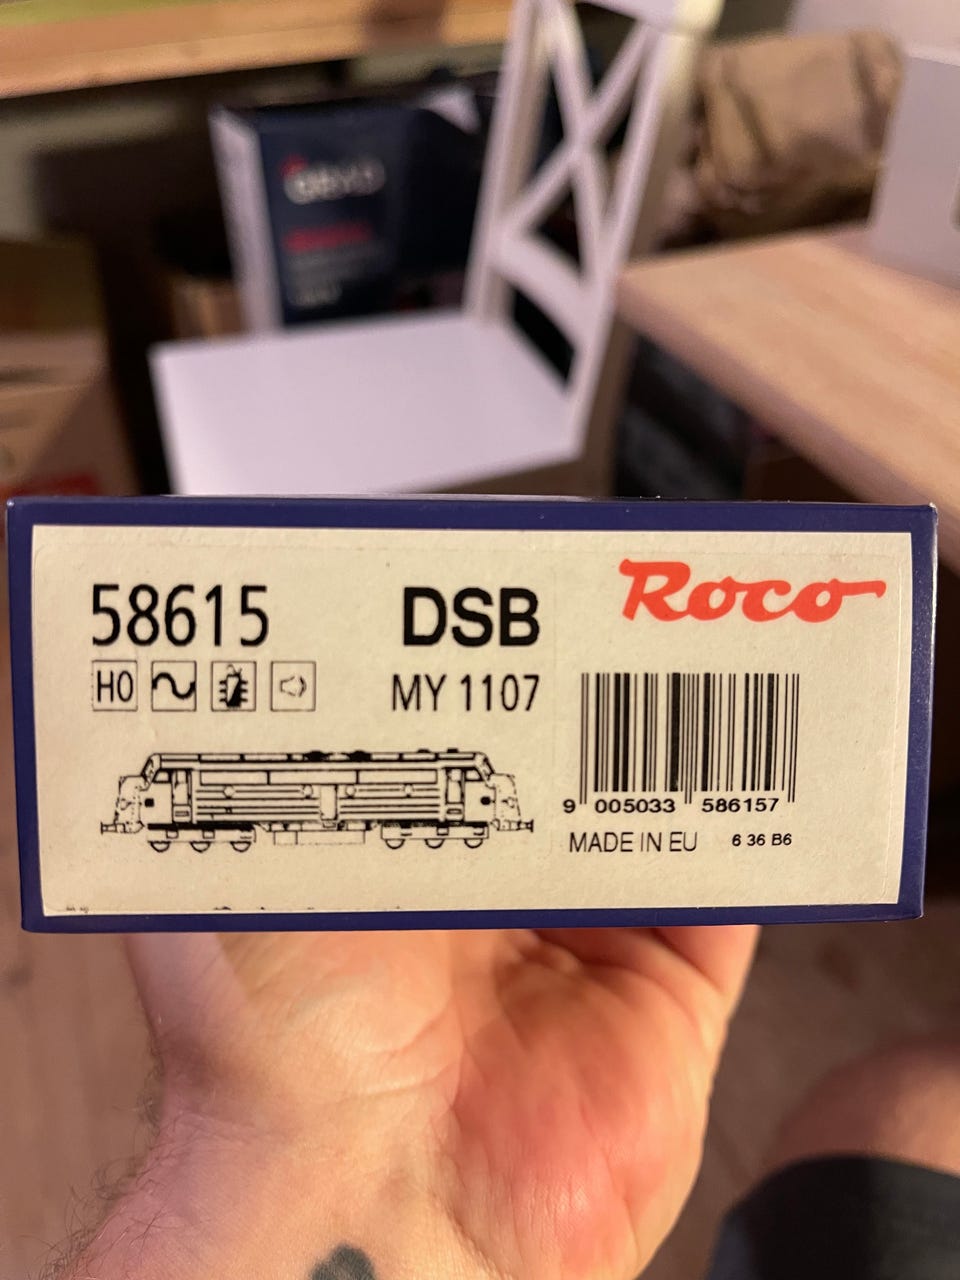 58615
DSB
Roco
H0
MY 1107
9 005033 586157
MADE IN EU
6 36 B6